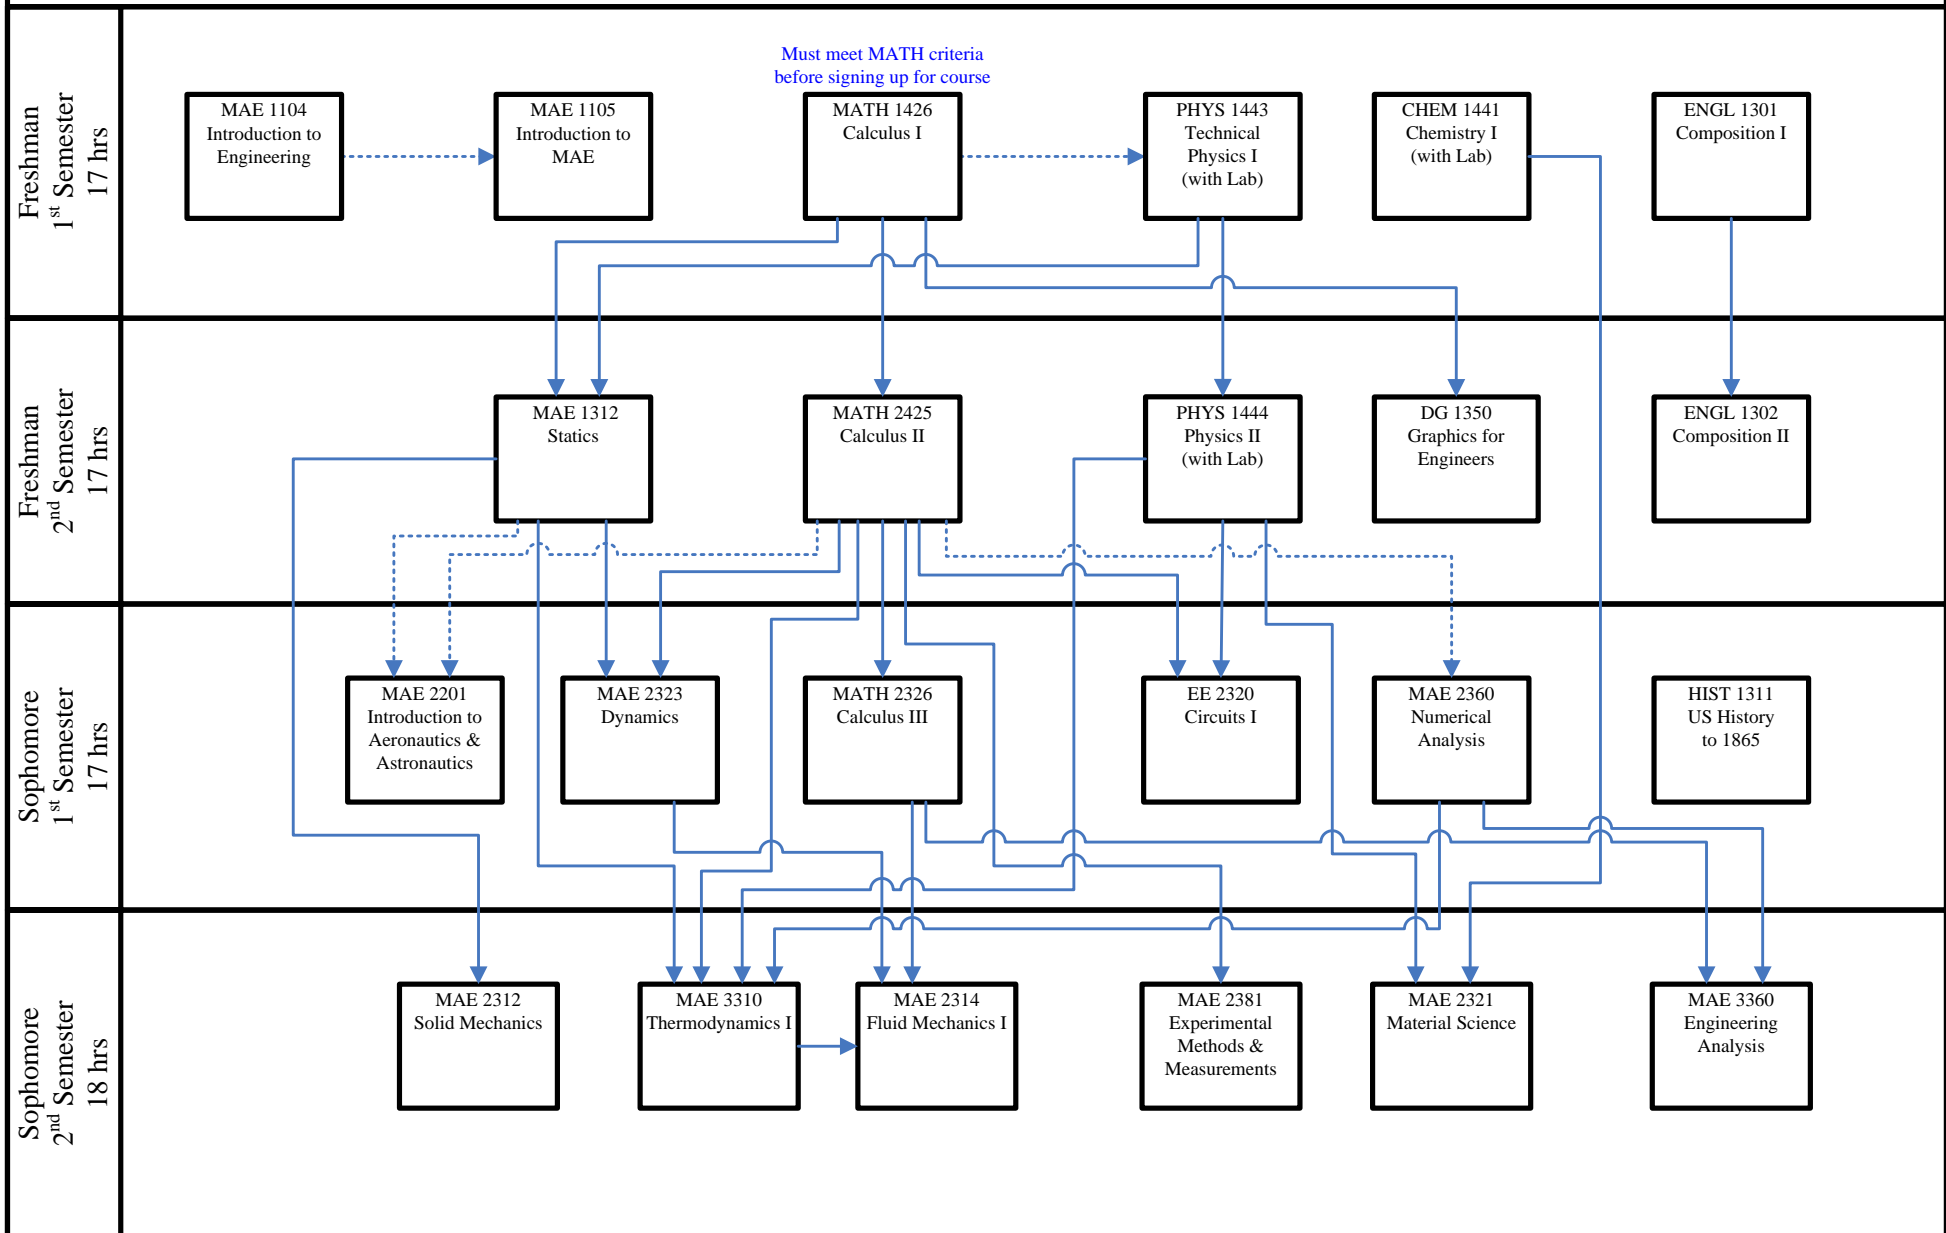 Must meet MATH criteria
before signing up for course
Freshman
1st Semester
17 hrs
MAE 1104
Introduction to
Engineering
MAE 1105
Introduction to
MAE
MATH 1426
Calculus I
PHYS 1443
Technical
Physics I
(with Lab)
CHEM 1441
Chemistry I
(with Lab)
ENGL 1301
Composition I
Freshman
2nd Semester
17 hrs
MAE 1312
Statics
MATH 2425
Calculus II
PHYS 1444
Physics II
(with Lab)
DG 1350
Graphics for
Engineers
ENGL 1302
Composition II
Sophomore
1st Semester
17 hrs
MAE 2201
Introduction to
Aeronautics &
Astronautics
MAE 2323
Dynamics
MATH 2326
Calculus III
EE 2320
Circuits I
MAE 2360
Numerical
Analysis
HIST 1311
US History
to 1865
Sophomore
2nd Semester
18 hrs
MAE 2312
Solid Mechanics
MAE 3310
Thermodynamics I
MAE 2314
Fluid Mechanics I
MAE 2381
Experimental
Methods &
Measurements
MAE 2321
Material Science
MAE 3360
Engineering
Analysis